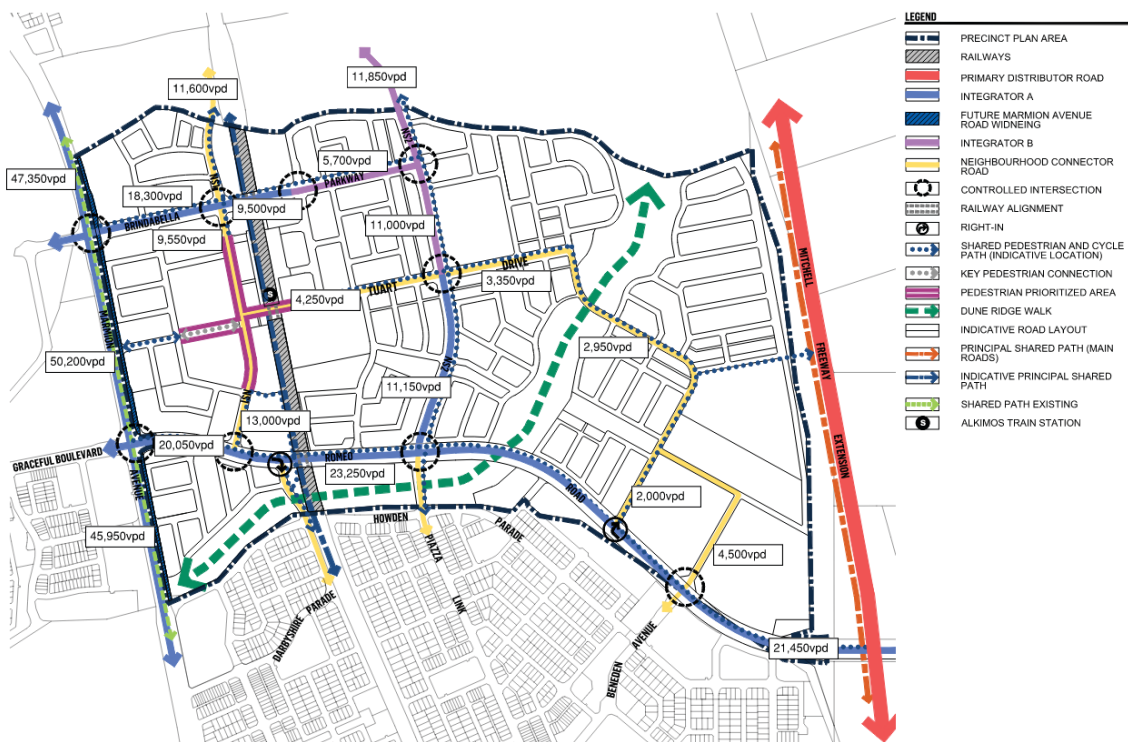 11,600vpd
11,850vpd
47,350vpd
18,300vpd
NS1
9,500vpd
PARKWAY
5,700vpd
NS2
BRINDABELLA
9,550vpd
11,000vpd
4,250vpd
TUART
DRIVE
3,350vpd
S
MARMION
50,200vpd
2,950vpd
NS2
11,150vpd
NS1
13,000vpd
GRACEFUL BOULEVARD
20,050vpd
ROMEO
23,250vpd
ROAD
AVENUE
45,950vpd
HOWDEN
PARADE
2,000vpd
4,500vpd
PIAZZA
LINK
DARBYSHIRE PARADE
BENEDEN AVENUE
21,450vpd
MITCHELL
FREEWAY
EXTENSION
LEGEND
PRECINCT PLAN AREA
RAILWAYS
PRIMARY DISTRIBUTOR ROAD
INTEGRATOR A
FUTURE MARMION AVENUE
ROAD WIDNEING
INTEGRATOR B
NEIGHBOURHOOD CONNECTOR
ROAD
CONTROLLED INTERSECTION
RAILWAY ALIGNMENT
RIGHT-IN
SHARED PEDESTRIAN AND CYCLE
PATH (INDICATIVE LOCATION)
KEY PEDESTRIAN CONNECTION
PEDESTRIAN PRIORITIZED AREA
DUNE RIDGE WALK
INDICATIVE ROAD LAYOUT
PRINCIPAL SHARED PATH (MAIN
ROADS)
INDICATIVE PRINCIPAL SHARED
PATH
SHARED PATH EXISTING
S
ALKIMOS TRAIN STATION